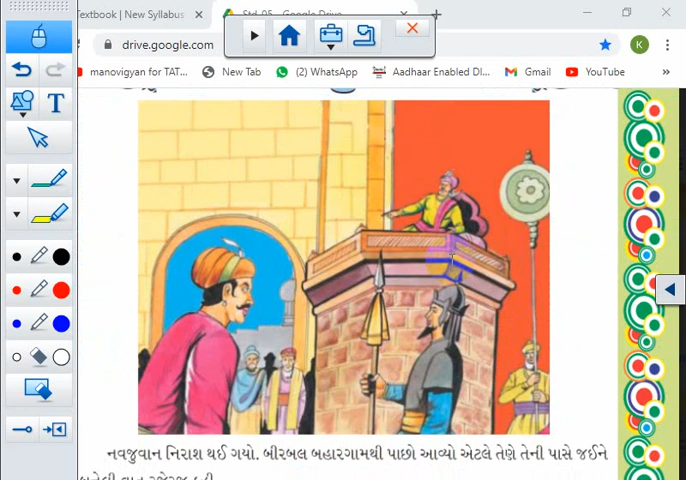 Textbook | New Syllabus
Std. 05 - Google Drive
drive.google.com
K
manovigyan for TAT...
New Tab
(2) WhatsApp
Aadhaar Enabled DI...
Gmail
YouTube
»
T
નવજુવાન નિરાશ થઈ ગયો. બીરબલ બહારગામથી પાછો આવ્યો એટલે તેણે તેની પાસે જઈને